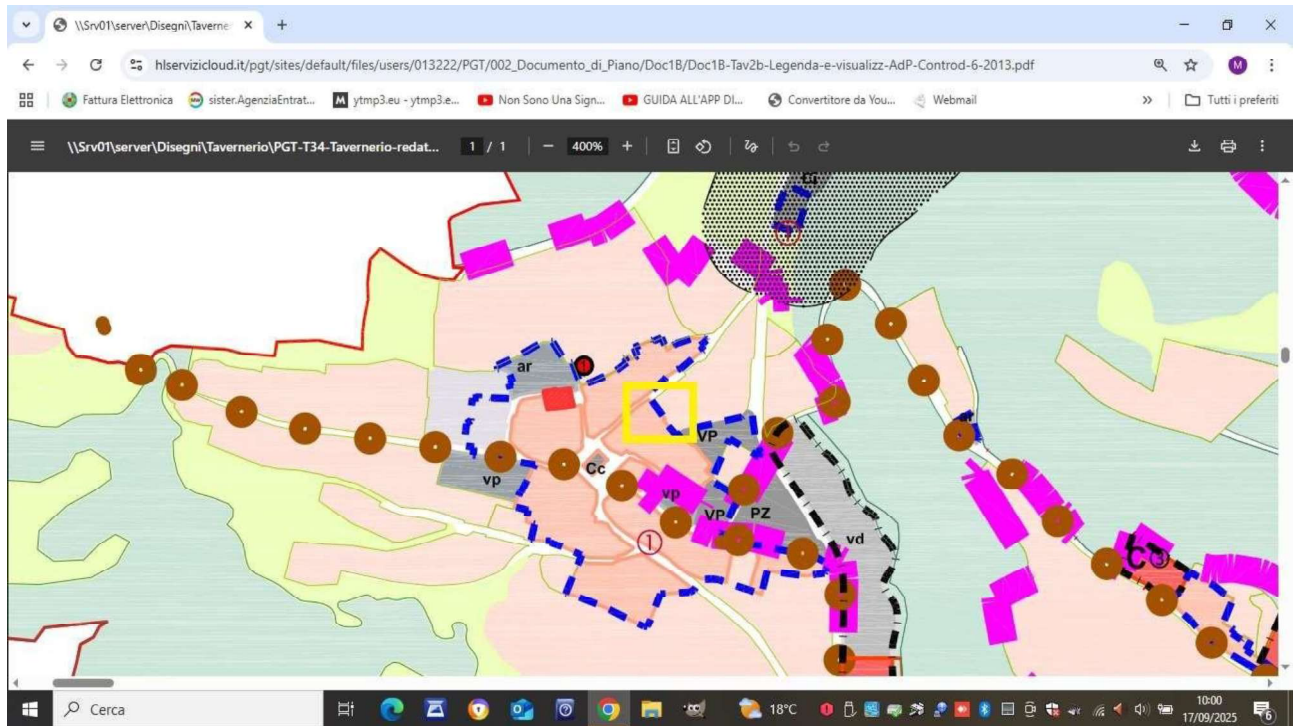 \\Srv01\server\Disegni\Taverne
hlservizicloud.it/pgt/sites/default/files/users/013222/PGT/002_Documento_di_Piano/Doc1B/Doc1B-Tav2b-Legenda-e-visualizz-AdP-Controd-6-2013.pdf
M
Fattura Elettronica
sister.AgenziaEntrat...
ytmp3.eu - ytmp3.e...
Non Sono Una Sign...
GUIDA ALL'APP DI...
Convertitore da You...
Webmail
Tutti i preferiti
\\Srv01\server\Disegni\Tavernerio\PGT-T34-Tavernerio-redat...
1 / 1
400%
ar
VP
Cc
vp
vp
VP
PZ
1
vd
Cerca
18°C
10:00
17/09/2025